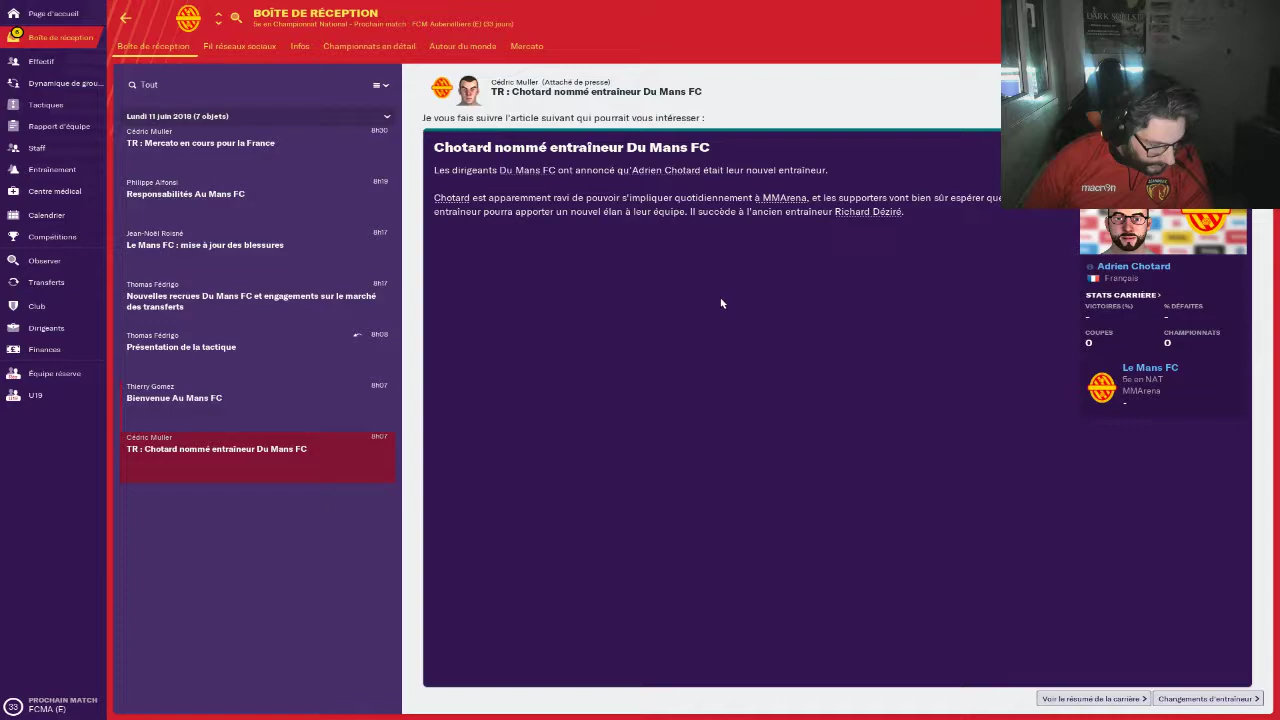 Page d'accueil
6
Boîte de réception
Effectif
Dynamique de grou...
Tactiques
Rapport d'équipe
Staff
Entraînement
Centre médical
Calendrier
Compétitions
Observer
Transferts
Club
Dirigeants
Finances
Équipe réserve
U19
33
PROCHAIN MATCH
FCMA (E)
BOÎTE DE RÉCEPTION
5e en Championnat National - Prochain match : FCM Aubervilliers (E) (33 jours)
Boîte de réception
Fil réseaux sociaux
Infos
Championnats en détail
Autour du monde
Mercato
Tout
Lundi 11 juin 2018 (7 objets)
Cédric Muller
8h30
TR : Mercato en cours pour la France
Philippe Alfonsi
8h19
Responsabilités Au Mans FC
Jean-Noël Roisné
8h17
Le Mans FC : mise à jour des blessures
Thomas Fédrigo
8h17
Nouvelles recrues Du Mans FC et engagements sur le marché
des transferts
Thomas Fédrigo
8h08
Présentation de la tactique
Thierry Gomez
8h07
Bienvenue Au Mans FC
Cédric Muller
8h07
TR : Chotard nommé entraîneur Du Mans FC
Cédric Muller (Attaché de presse)
TR : Chotard nommé entraîneur Du Mans FC
Je vous fais suivre l'article suivant qui pourrait vous intéresser :
Chotard nommé entraîneur Du Mans FC
Les dirigeants Du Mans FC ont annoncé qu'Adrien Chotard était leur nouvel entraîneur.
Chotard est apparemment ravi de pouvoir s'impliquer quotidiennement à MMArena, et les supporters vont bien sûr espérer que
entraîneur pourra apporter un nouvel élan à leur équipe. Il succède à l'ancien entraîneur Richard Déziré.
DARK SOULS
macron
Adrien Chotard
Français
STATS CARRIÈRE >
VICTOIRES (%)
% DÉFAITES
-
-
COUPES
CHAMPIONNATS
0
0
Le Mans FC
5e en NAT
MMArena
-
Voir le résumé de la carrière >
Changements d'entraîneur >